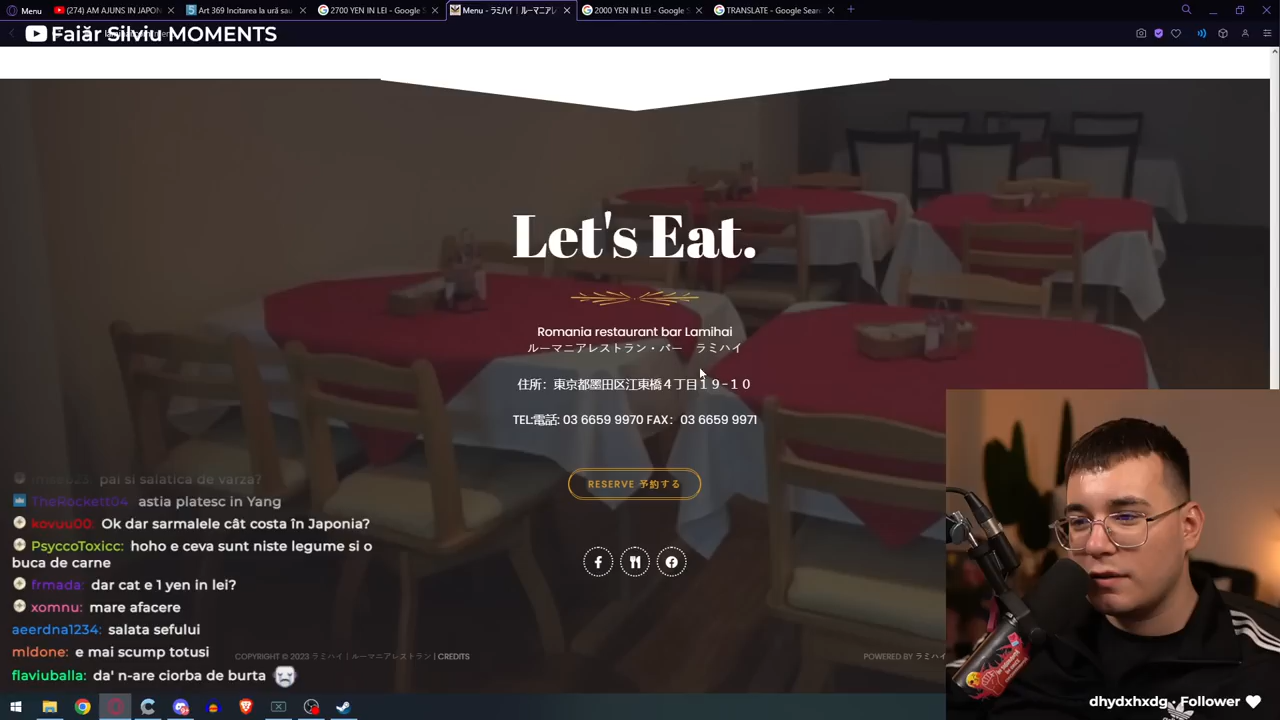 Menu
(274) AM AJUNS IN JAPON
Art 369 Incitarea la ură sau
2700 YEN IN LEI - Google S
Menu - ラミハイ | ルーマニアレ
2000 YEN IN LEI - Google S
TRANSLATE - Google Searc
Faiăr Silviu MOMENTS
Let's Eat.
Romania restaurant bar Lamihai
ルーマニアレストラン・バー ラミハイ
住所: 東京都墨田区江東橋４丁目１９−１０
TEL:電話: 03 6659 9970 FAX: 03 6659 9971
RESERVE 予約する
pai si salatica de varza?
TheRockett04: astia platesc in Yang
kovuu00: Ok dar sarmalele cât costa în Japonia?
PsyccoToxicc: hoho e ceva sunt niste legume si o
buca de carne
frmada: dar cat e 1 yen in lei?
xomnu: mare afacere
aeerdna1234: salata sefului
mldone: e mai scump totusi
flaviuballa: da' n-are ciorba de burta
COPYRIGHT © 2023 ラミハイ | ルーマニアレストラン | CREDITS
POWERED BY ラミハイ
dhydxhxdg · Follower